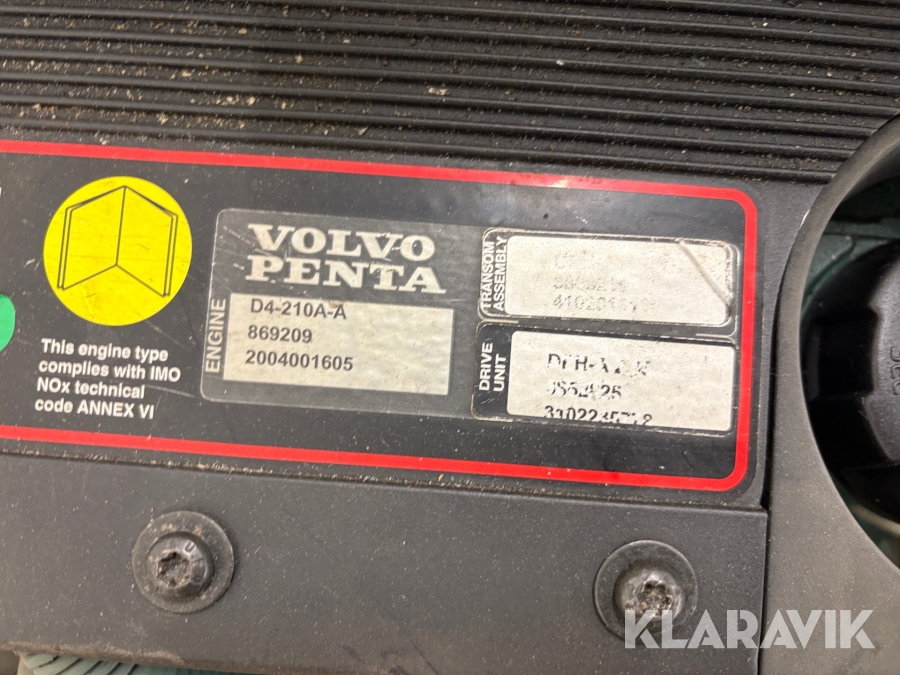 VOLVO
PENTA
ENGINE
D4-210A-A
869209
2004001605
TRANSOM
ASSEMBLY
DRIVE
UNIT
This engine type
complies with IMO
NOx technical
code ANNEX VI
KLARAVIK